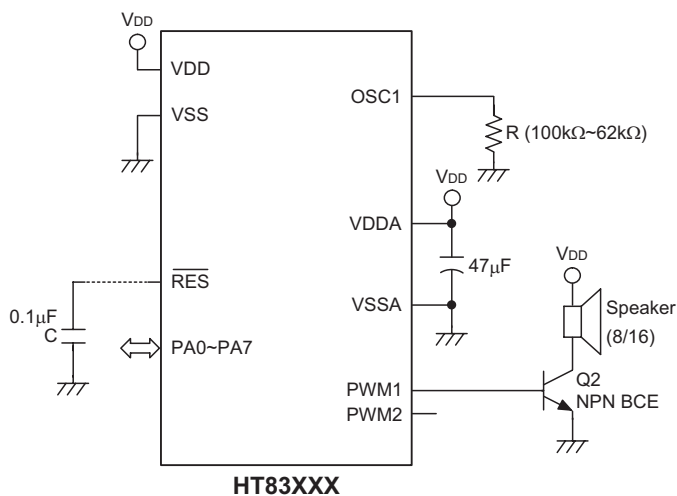 VDD
VDD
VSS
OSC1
R (100kΩ~62kΩ)
VDD
VDDA
47μF
VSSA
VDD
Speaker
(8/16)
RES
0.1μF
C
PA0~PA7
PWM1
PWM2
Q2
NPN BCE
HT83XXX